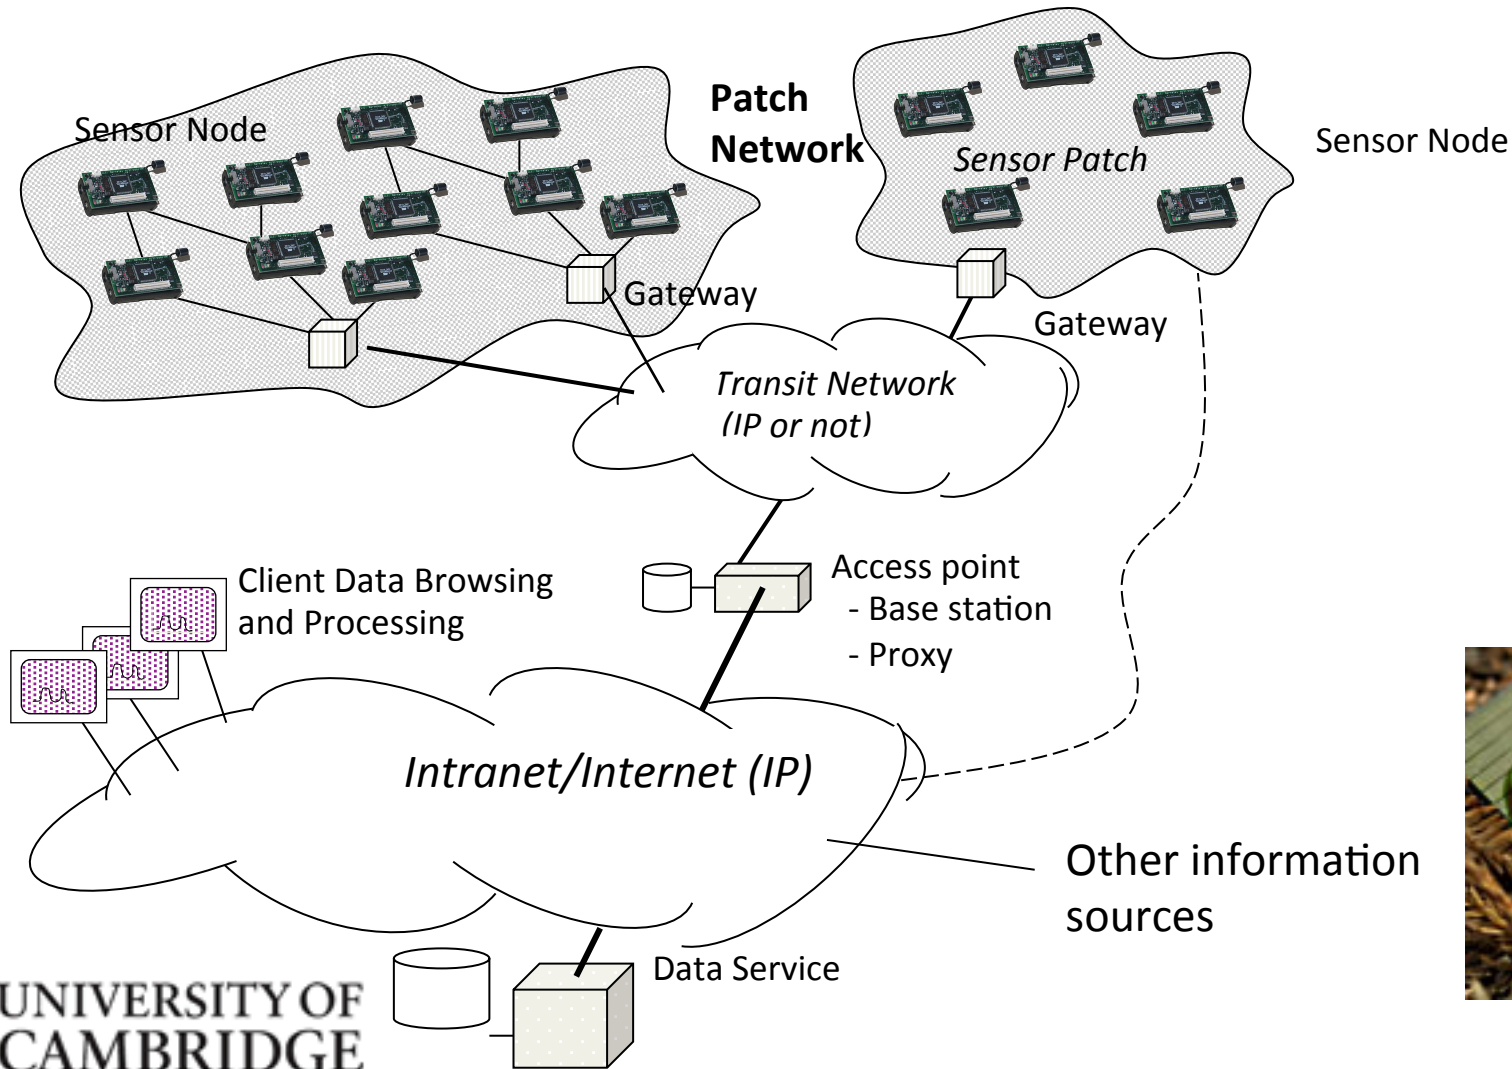 Patch
Network
Sensor Node
Sensor Patch
Sensor Node
Gateway
Gateway
Transit Network
(IP or not)
Access point
- Base station
- Proxy
Client Data Browsing
and Processing
Intranet/Internet (IP)
Other information
sources
Data Service
UNIVERSITY OF
CAMBRIDGE